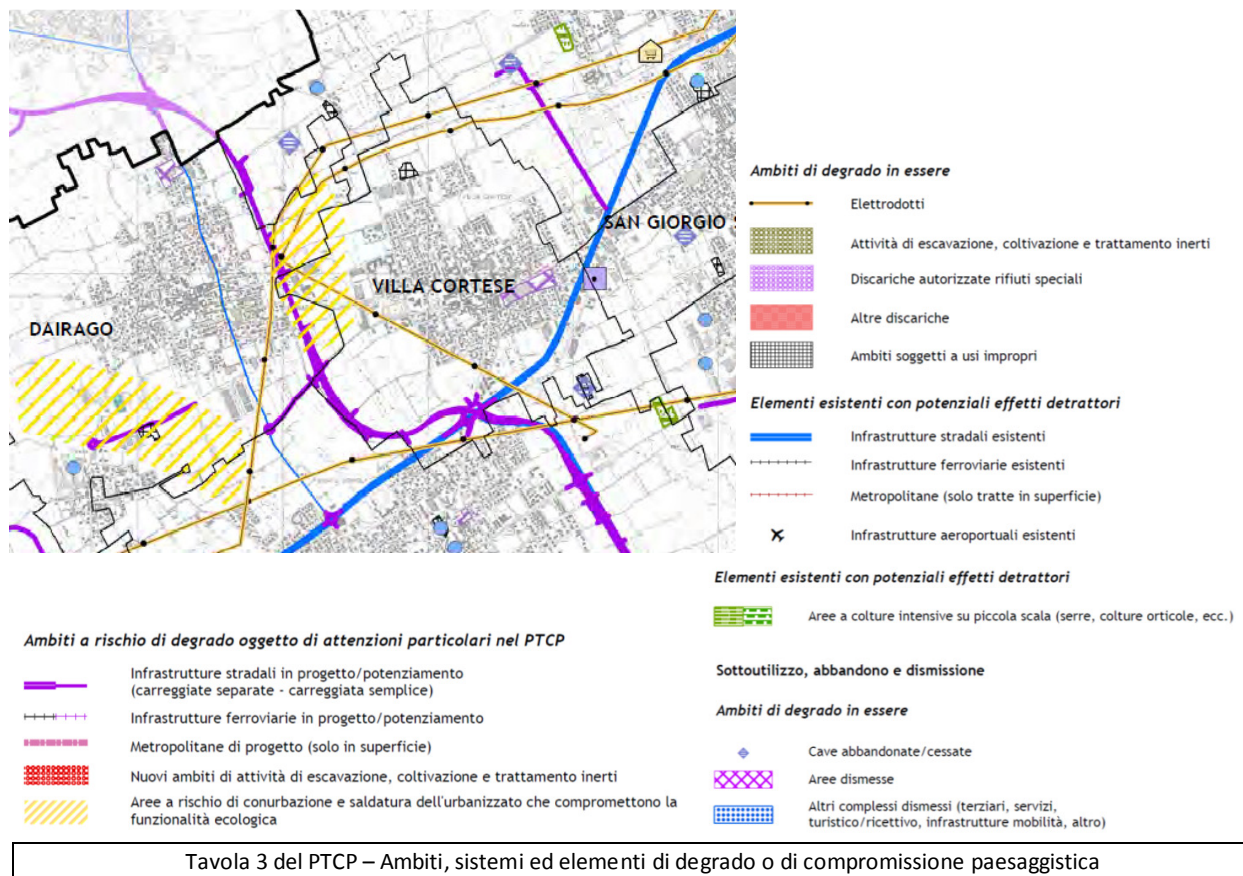 SAN GIORGIO S
VILLA CORTESE
DAIRAGO
Ambiti di degrado in essere
Elettrodotti
Attività di escavazione, coltivazione e trattamento inerti
Discariche autorizzate rifiuti speciali
Altre discariche
Ambiti soggetti a usi impropri
Elementi esistenti con potenziali effetti detrattori
Infrastrutture stradali esistenti
Infrastrutture ferroviarie esistenti
Metropolitane (solo tratte in superficie)
Infrastrutture aeroportuali esistenti
Elementi esistenti con potenziali effetti detrattori
Aree a colture intensive su piccola scala (serre, colture orticole, ecc.)
Sottoutilizzo, abbandono e dismissione
Ambiti di degrado in essere
Cave abbandonate/cessate
Aree dismesse
Altri complessi dismessi (terziari, servizi,
turistico/ricettivo, infrastrutture mobilità, altro)
Ambiti a rischio di degrado oggetto di attenzioni particolari nel PTCP
Infrastrutture stradali in progetto/potenziamento
(carreggiate separate - carreggiata semplice)
Infrastrutture ferroviarie in progetto/potenziamento
Metropolitane di progetto (solo in superficie)
Nuovi ambiti di attività di escavazione, coltivazione e trattamento inerti
Aree a rischio di conurbazione e saldatura dell'urbanizzato che compromettono la
funzionalità ecologica
Tavola 3 del PTCP – Ambiti, sistemi ed elementi di degrado o di compromissione paesaggistica